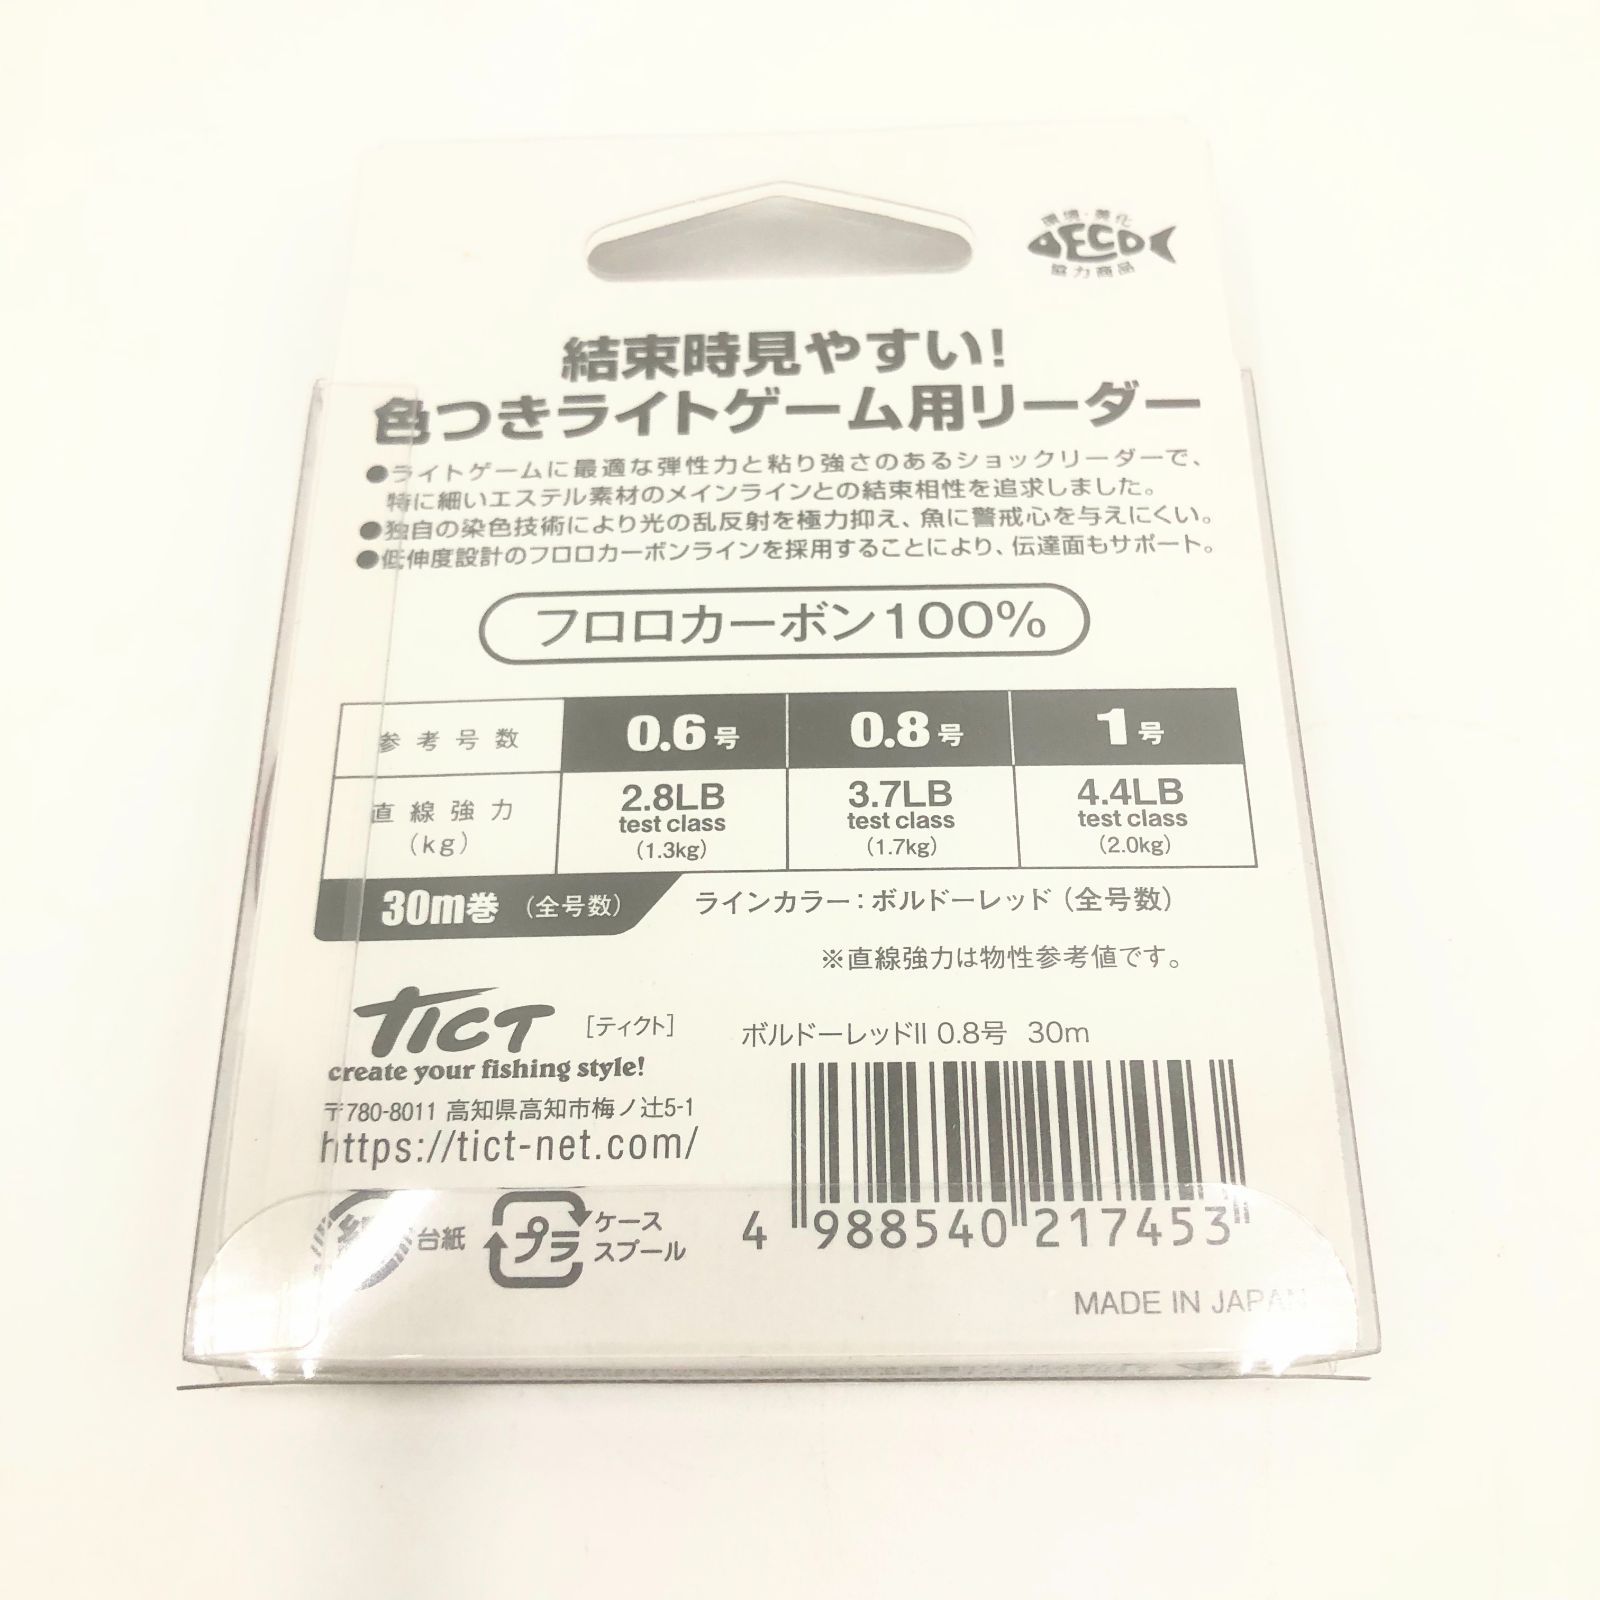 環境・美化
ECO
協力商品
結束時見やすい!
色つきライトゲーム用リーダー
●ライトゲームに最適な弾性力と粘り強さのあるショックリーダーで、
特に細いエステル素材のメインラインとの結束相性を追求しました。
●独自の染色技術により光の乱反射を極力抑え、魚に警戒心を与えにくい。
●低伸度設計のフロロカーボンラインを採用することにより、伝達面もサポート。
フロロカーボン100%
参考号数 0.6号 0.8号 1号
直線強力 2.8LB 3.7LB 4.4LB
test class test class test class
(kg) (1.3kg) (1.7kg) (2.0kg)
30m巻 (全号数) ラインカラー:ボルドーレッド(全号数)
※直線強力は物性参考値です。
TICT [ティクト]
create your fishing style!
〒780-8011 高知県高知市梅ノ辻5-1
https://tict-net.com/
ボルドーレッドII 0.8号 30m
4 988540 217453
紙 台紙
プラ ケース
スプール
MADE IN JAPAN